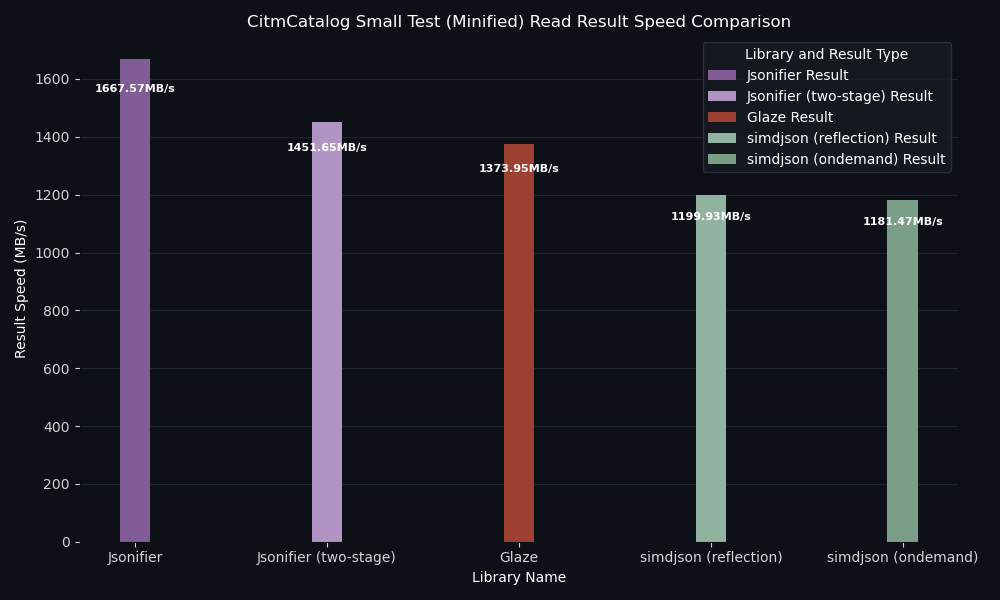 CitmCatalog Small Test (Minified) Read Result Speed Comparison
Library and Result Type
Jsonifier Result
Jsonifier (two-stage) Result
Glaze Result
simdjson (reflection) Result
simdjson (ondemand) Result
Result Speed (MB/s)
1600
1400
1200
1000
800
600
400
200
0
1667.57MB/s
1451.65MB/s
1373.95MB/s
1199.93MB/s
1181.47MB/s
Jsonifier
Jsonifier (two-stage)
Glaze
simdjson (reflection)
simdjson (ondemand)
Library Name